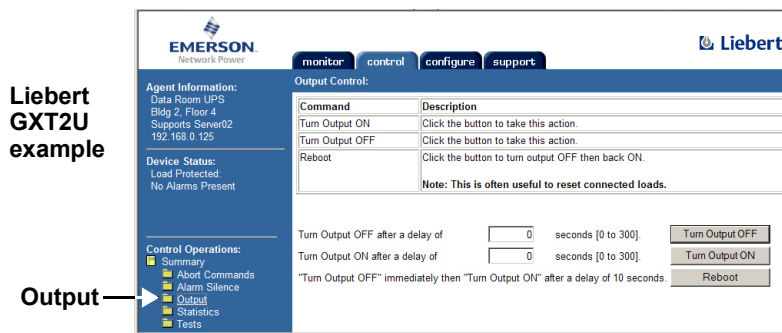 Liebert
GXT2U
example
Output
EMERSON.
Network Power
Agent Information:
Data Room UPS
Bldg 2, Floor 4
Supports Server02
192.168.0.125
Device Status:
Load Protected:
No Alarms Present
Control Operations:
Summary
Abort Commands
Alarm Silence
Output
Statistics
Tests
monitor control configure support
Liebert
Output Control:
Command Description
Turn Output ON Click the button to take this action.
Turn Output OFF Click the button to take this action.
Reboot Click the button to turn output OFF then back ON.
Note: This is often useful to reset connected loads.
Turn Output OFF after a delay of 0 seconds [0 to 300]. Turn Output OFF
Turn Output ON after a delay of 0 seconds [0 to 300]. Turn Output ON
"Turn Output OFF" immediately then "Turn Output ON" after a delay of 10 seconds. Reboot